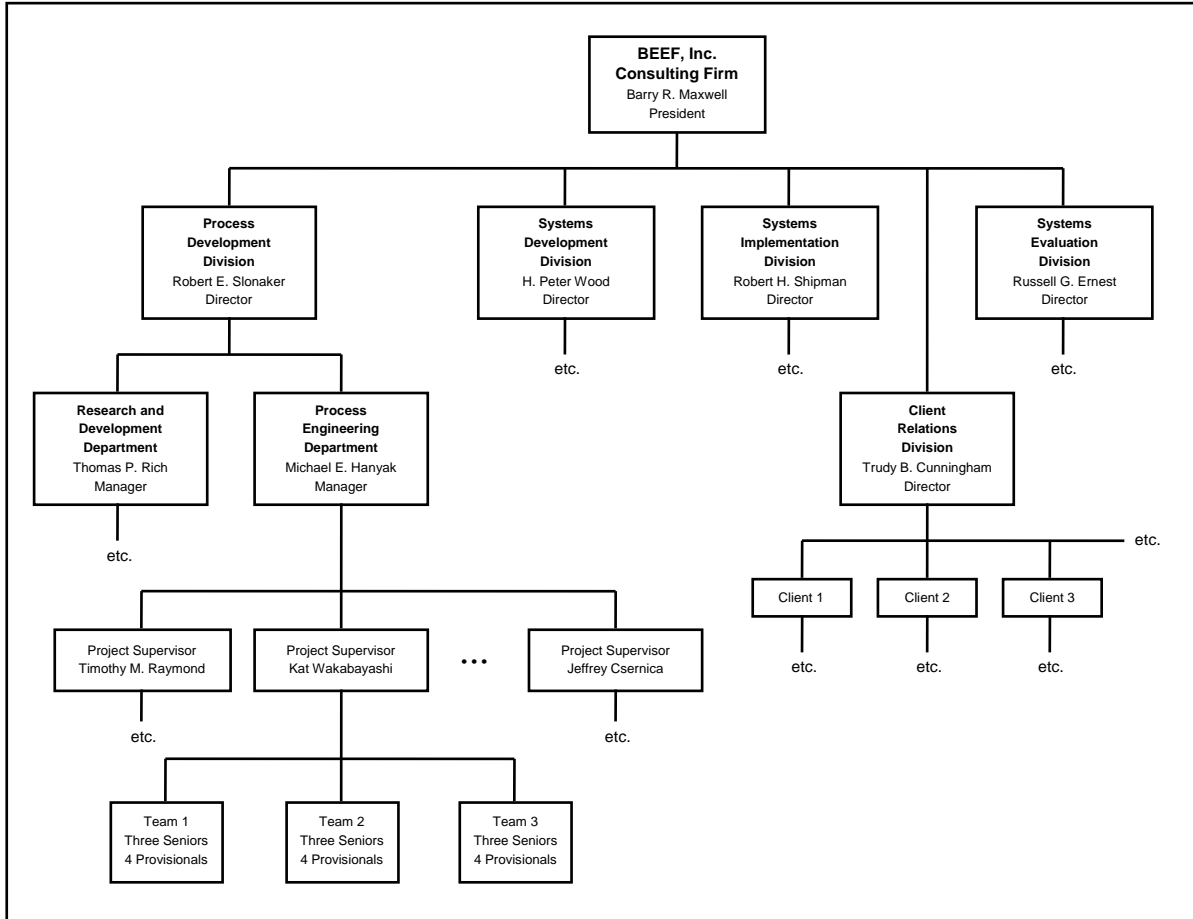 BEEF, Inc.
Consulting Firm
Barry R. Maxwell
President
Process
Development
Division
Robert E. Slonaker
Director
Systems
Development
Division
H. Peter Wood
Director
Systems
Implementation
Division
Robert H. Shipman
Director
Systems
Evaluation
Division
Russell G. Ernest
Director
etc.
etc.
etc.
Research and
Development
Department
Thomas P. Rich
Manager
Process
Engineering
Department
Michael E. Hanyak
Manager
Client
Relations
Division
Trudy B. Cunningham
Director
etc.
etc.
Client 1
Client 2
Client 3
etc.
etc.
etc.
Project Supervisor
Timothy M. Raymond
Project Supervisor
Kat Wakabayashi
...
Project Supervisor
Jeffrey Csernica
etc.
etc.
Team 1
Three Seniors
4 Provisionals
Team 2
Three Seniors
4 Provisionals
Team 3
Three Seniors
4 Provisionals